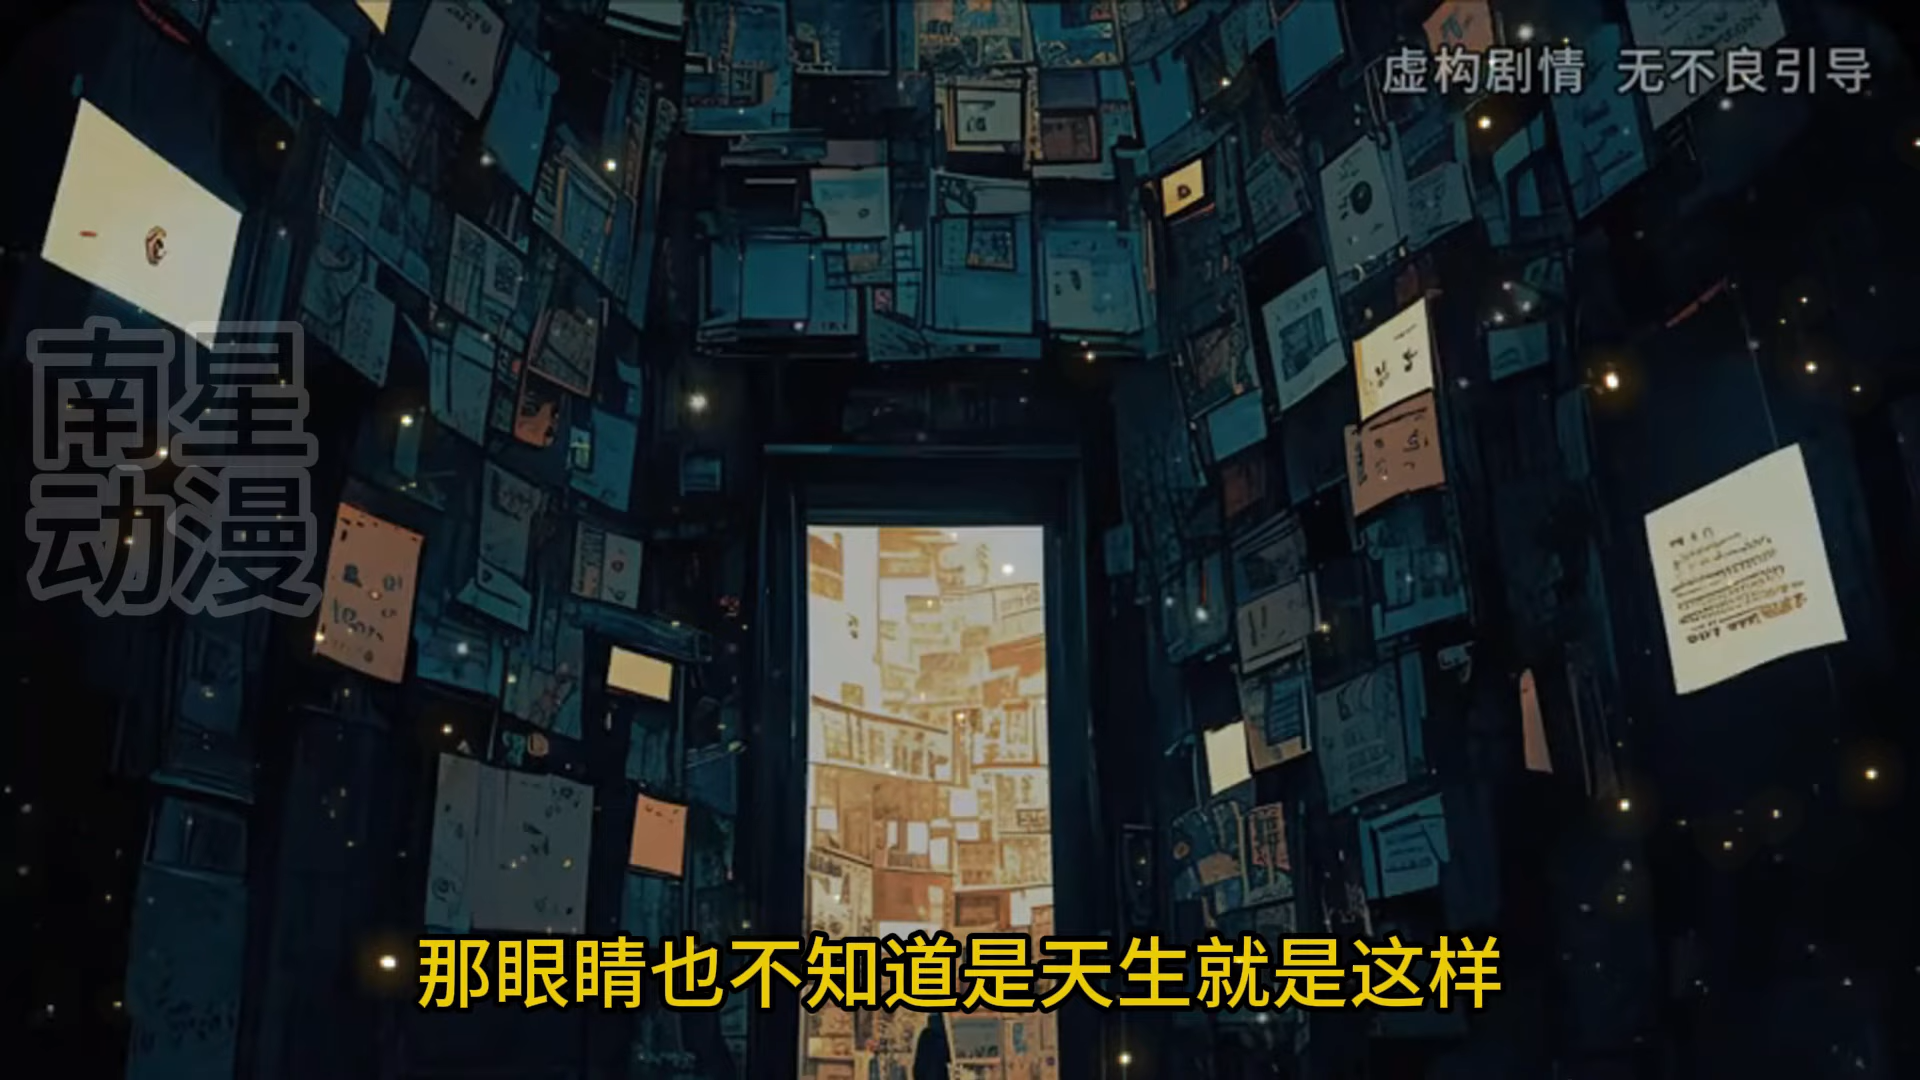 虚构剧情 无不良引导
南星
动漫
那眼睛也不知道是天生就是这样